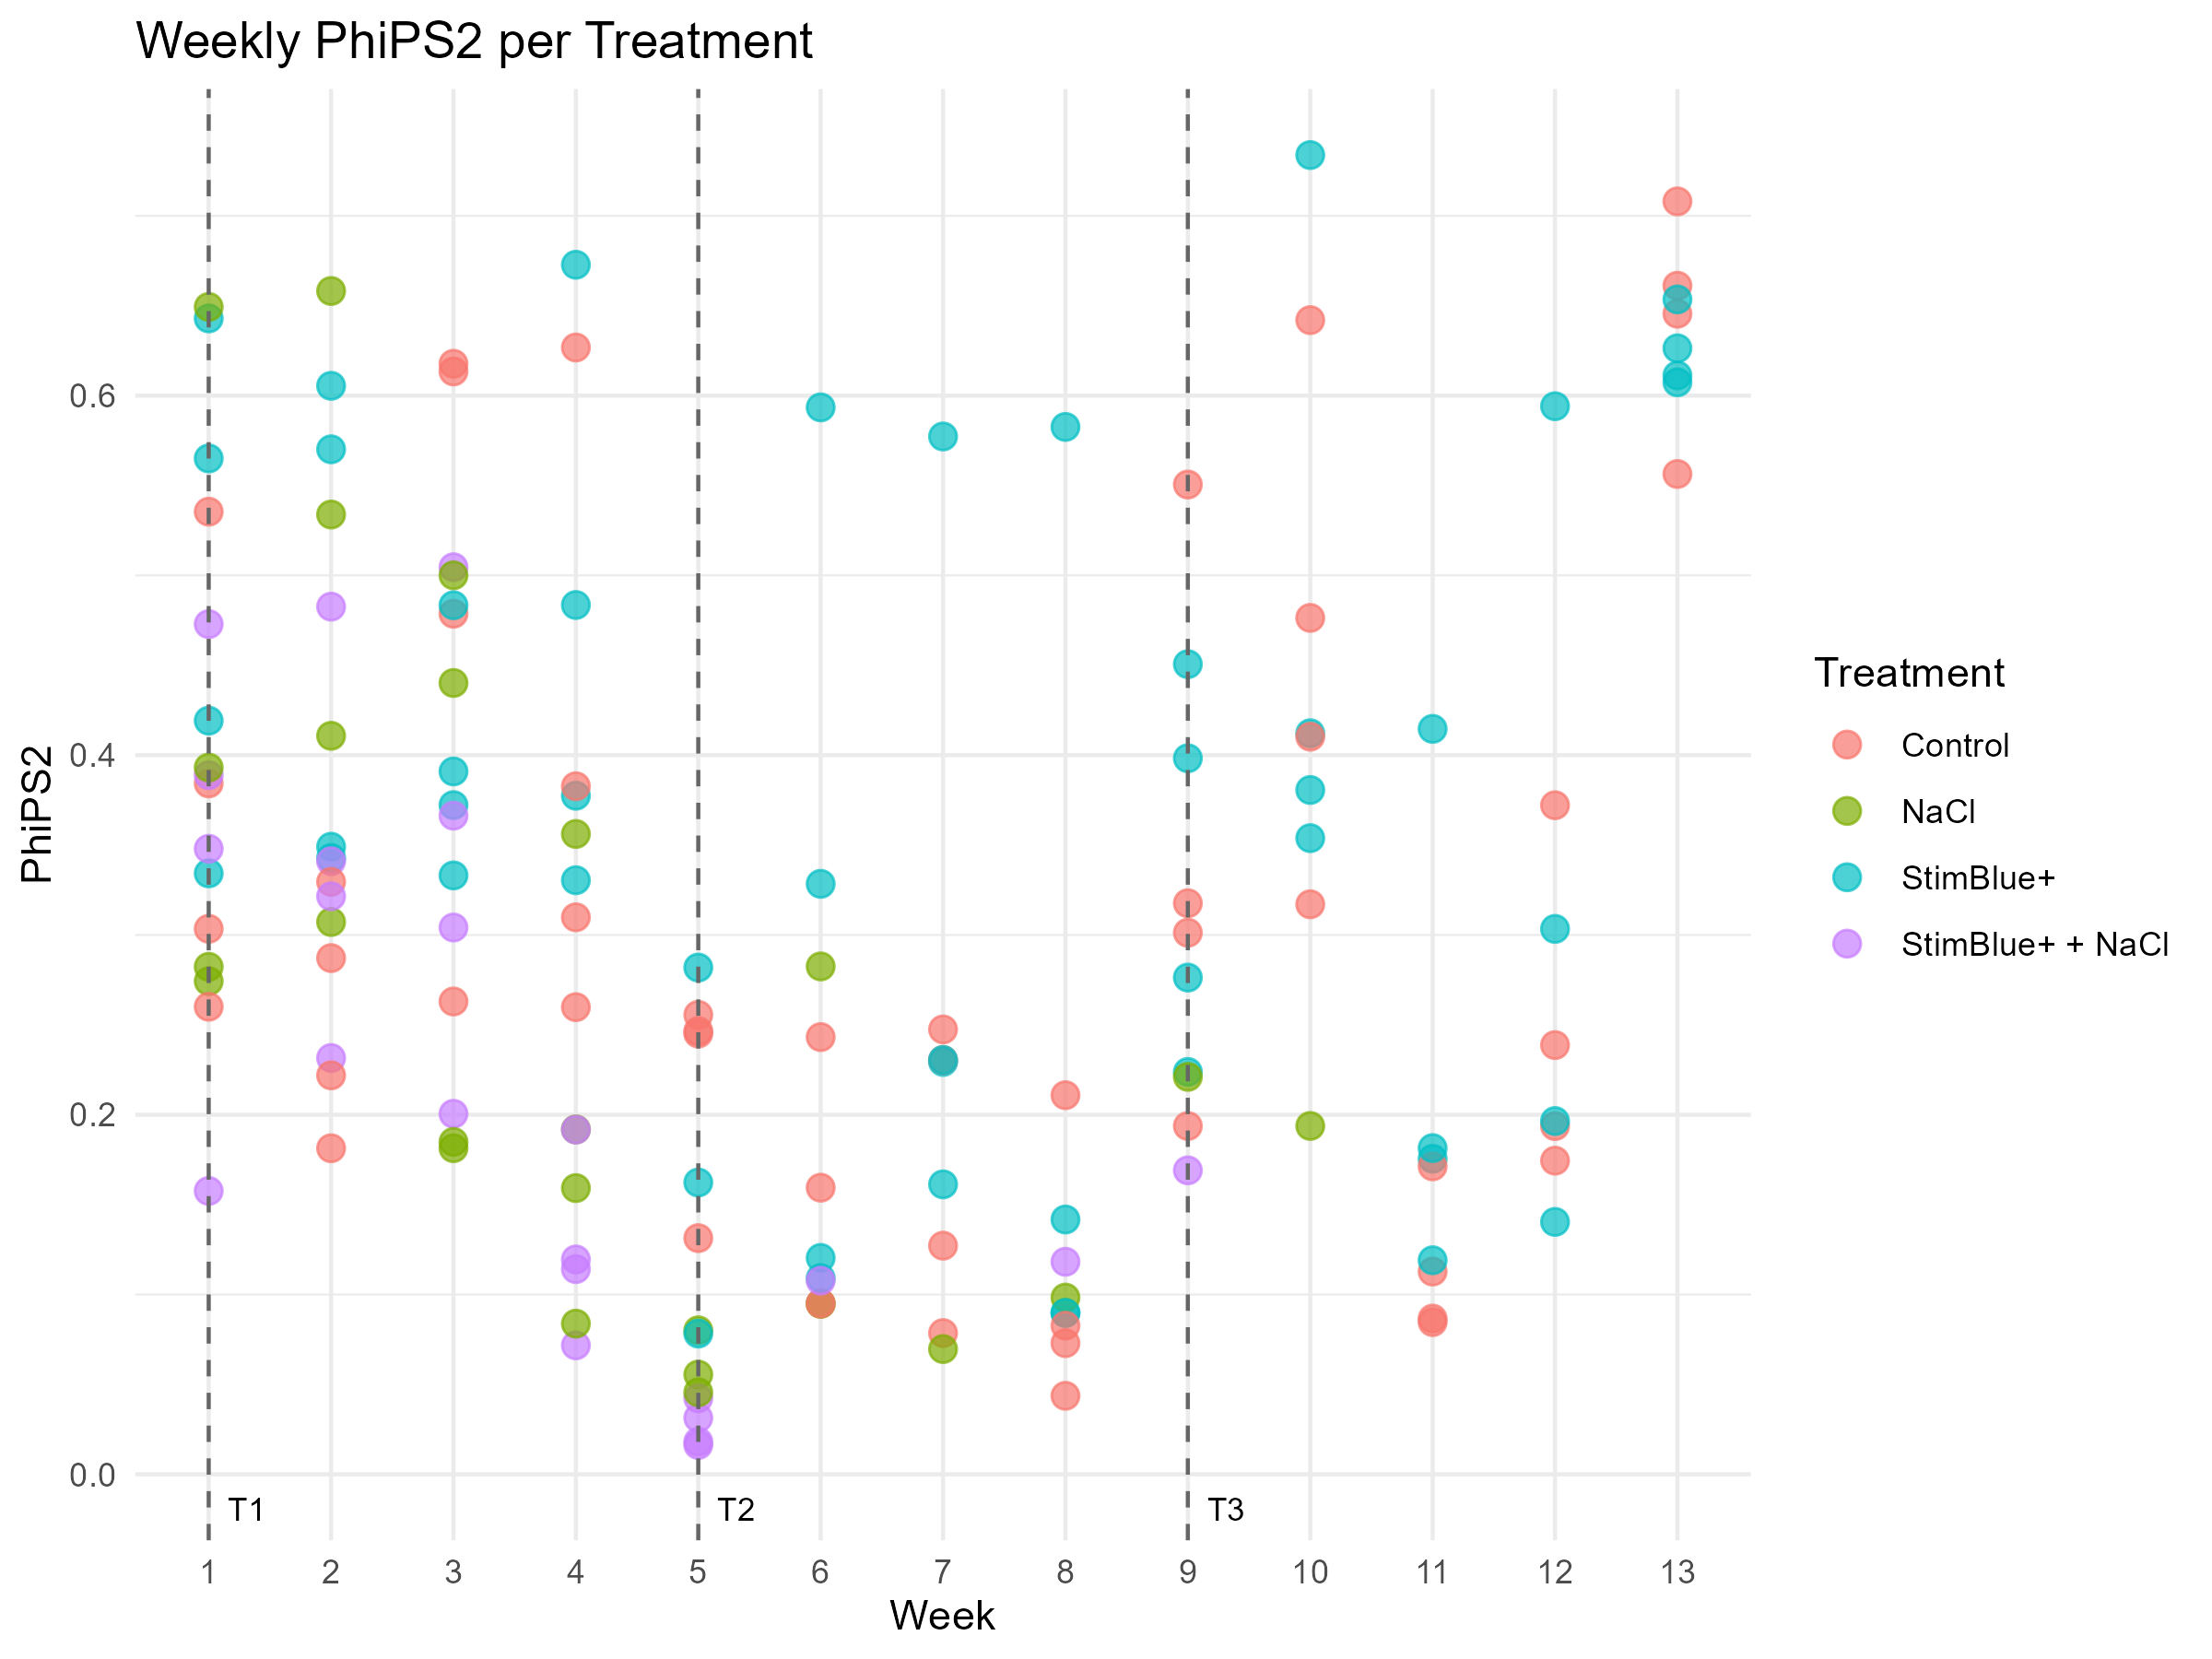 Weekly PhiPS2 per Treatment
PhiPS2
0.6
0.4
0.2
0.0
T1
T2
T3
1 2 3 4 5 6 7 8 9 10 11 12 13
Week
Treatment
Control
NaCl
StimBlue+
StimBlue+ + NaCl